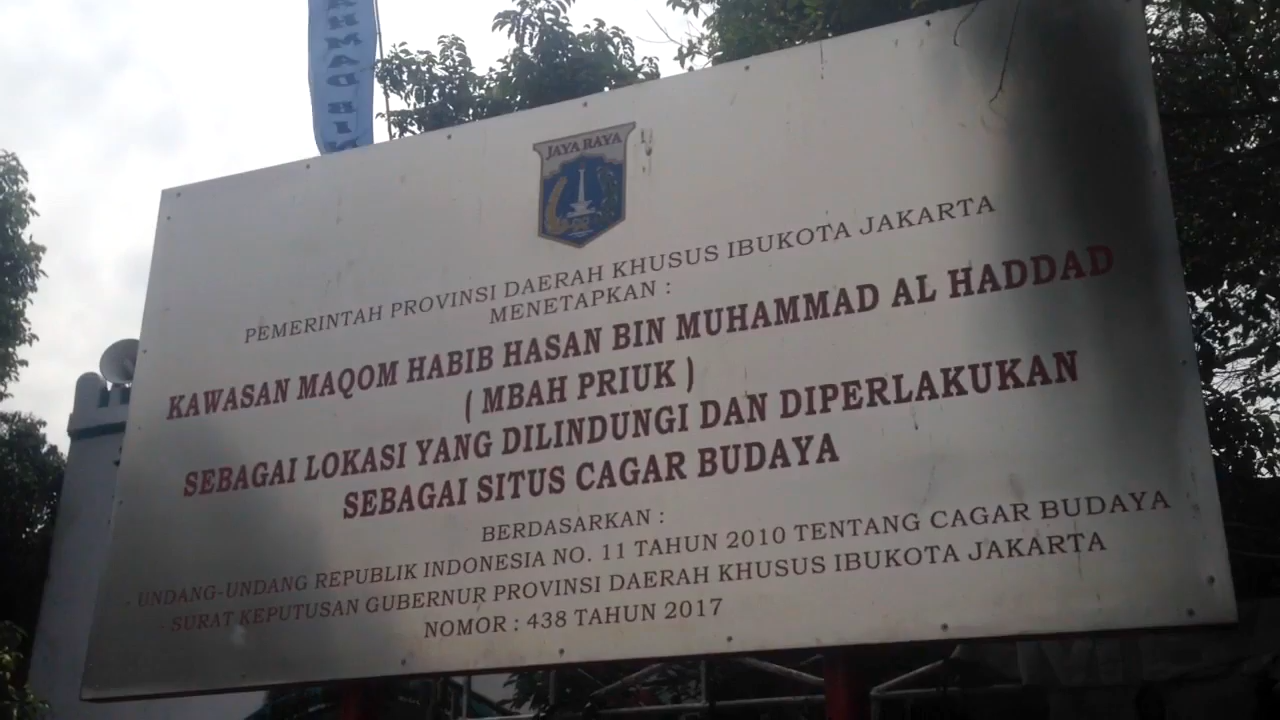 HMAD BIN
JAYA RAYA
PEMERINTAH PROVINSI DAERAH KHUSUS IBUKOTA JAKARTA
MENETAPKAN :
KAWASAN MAQOM HABIB HASAN BIN MUHAMMAD AL HADDAD
( MBAH PRIUK )
SEBAGAI LOKASI YANG DILINDUNGI DAN DIPERLAKUKAN
SEBAGAI SITUS CAGAR BUDAYA
BERDASARKAN :
- UNDANG-UNDANG REPUBLIK INDONESIA NO. 11 TAHUN 2010 TENTANG CAGAR BUDAYA
- SURAT KEPUTUSAN GUBERNUR PROVINSI DAERAH KHUSUS IBUKOTA JAKARTA
NOMOR : 438 TAHUN 2017